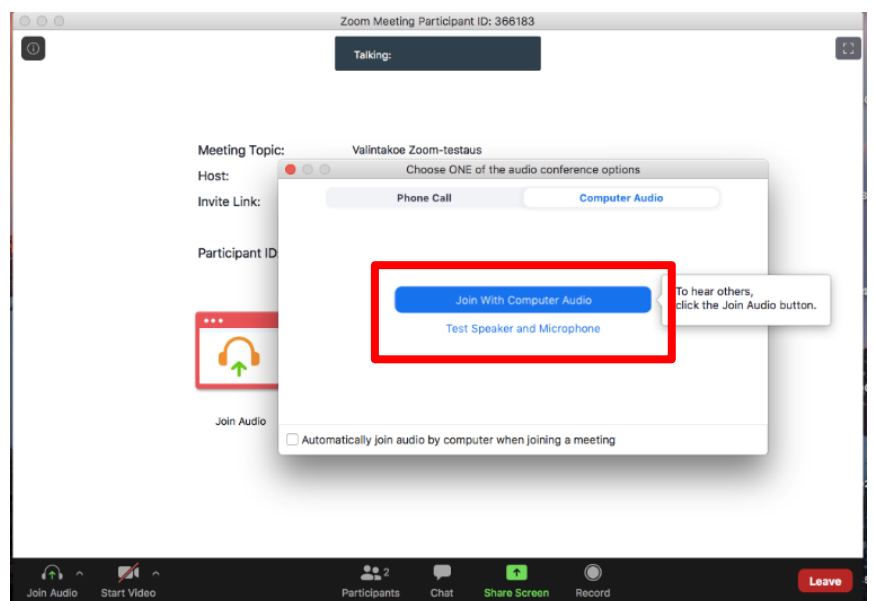 Zoom Meeting Participant ID: 366183
Talking:
Meeting Topic: Valintakoe Zoom-testaus
Host:
Invite Link:
Participant ID
Choose ONE of the audio conference options
Phone Call Computer Audio
Join With Computer Audio
Test Speaker and Microphone
To hear others,
click the Join Audio button.
Automatically join audio by computer when joining a meeting
Join Audio
Join Audio Start Video 2 Participants Chat Share Screen Record Leave